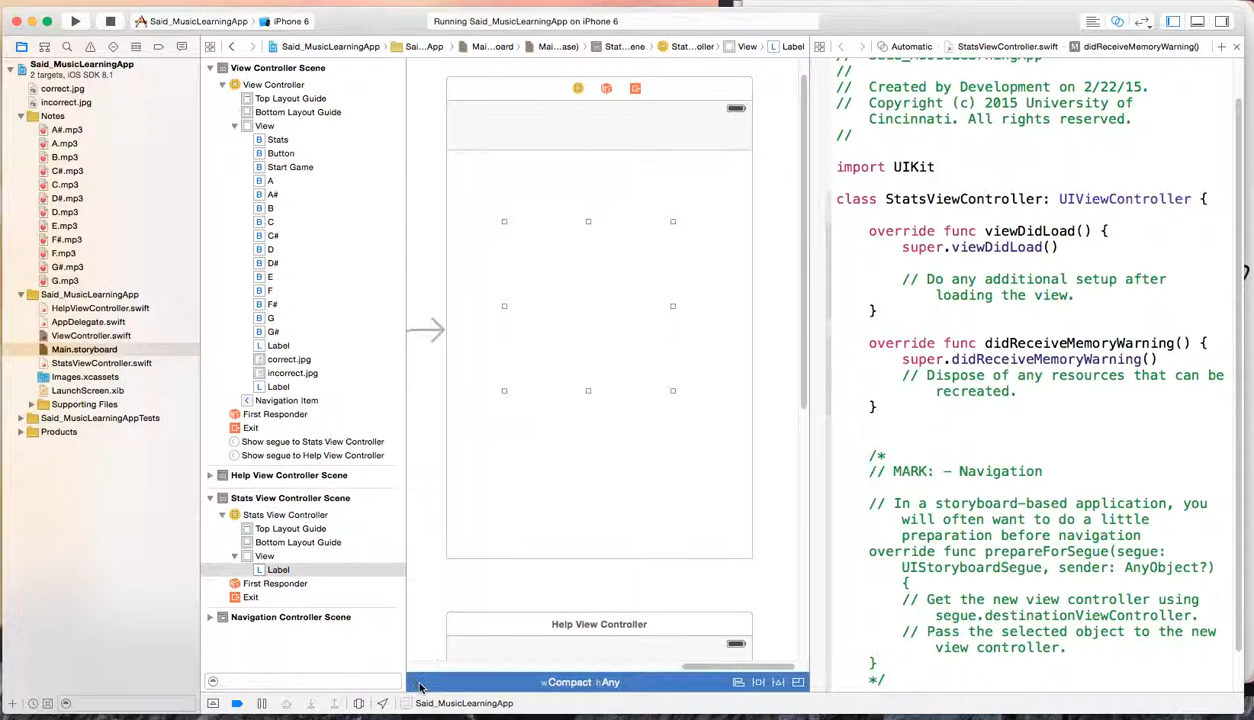 Said_MusicLearningApp
iPhone 6
Running Said_MusicLearningApp on iPhone 6
Said_MusicLearningApp
Sai...App
Mai...oard
Mai...ase)
Stat...ene
Stat...oller
View
Label
Automatic
StatsViewController.swift
didReceiveMemoryWarning()
Said_MusicLearningApp
2 targets, iOS SDK 8.1
correct.jpg
incorrect.jpg
Notes
A#.mp3
A.mp3
B.mp3
C#.mp3
C.mp3
D#.mp3
D.mp3
E.mp3
F#.mp3
F.mp3
G#.mp3
G.mp3
Said_MusicLearningApp
HelpViewController.swift
AppDelegate.swift
ViewController.swift
Main.storyboard
StatsViewController.swift
Images.xcassets
LaunchScreen.xib
Supporting Files
Said_MusicLearningAppTests
Products
View Controller Scene
View Controller
Top Layout Guide
Bottom Layout Guide
View
B Stats
B Button
B Start Game
B A
B A#
B B
B C
B C#
B D
B D#
B E
B F
B F#
B G
B G#
L Label
correct.jpg
incorrect.jpg
L Label
Navigation Item
First Responder
Exit
Show segue to Stats View Controller
Show segue to Help View Controller
Help View Controller Scene
Stats View Controller Scene
Stats View Controller
Top Layout Guide
Bottom Layout Guide
View
L Label
First Responder
Exit
Navigation Controller Scene
Help View Controller
wCompact hAny
Said_MusicLearningApp
// Said_MusicLearningApp
//
// Created by Development on 2/22/15.
// Copyright (c) 2015 University of
Cincinnati. All rights reserved.
//
import UIKit
class StatsViewController: UIViewController {
override func viewDidLoad() {
super.viewDidLoad()
// Do any additional setup after
loading the view.
}
override func didReceiveMemoryWarning() {
super.didReceiveMemoryWarning()
// Dispose of any resources that can be
recreated.
}
/*
// MARK: - Navigation
// In a storyboard-based application, you
will often want to do a little
preparation before navigation
override func prepareForSegue(segue:
UIStoryboardSegue, sender: AnyObject?)
{
// Get the new view controller using
segue.destinationViewController.
// Pass the selected object to the new
view controller.
}
*/